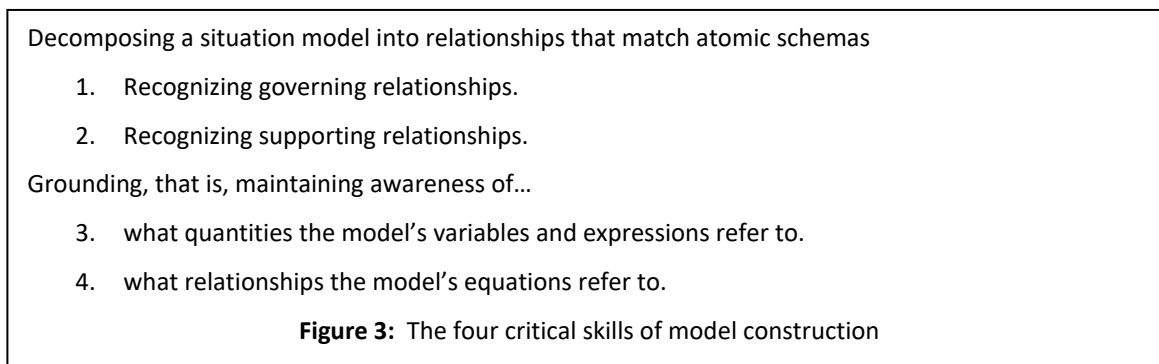 Decomposing a situation model into relationships that match atomic schemas
1. Recognizing governing relationships.
2. Recognizing supporting relationships.
Grounding, that is, maintaining awareness of…
3. what quantities the model’s variables and expressions refer to.
4. what relationships the model’s equations refer to.
Figure 3: The four critical skills of model construction